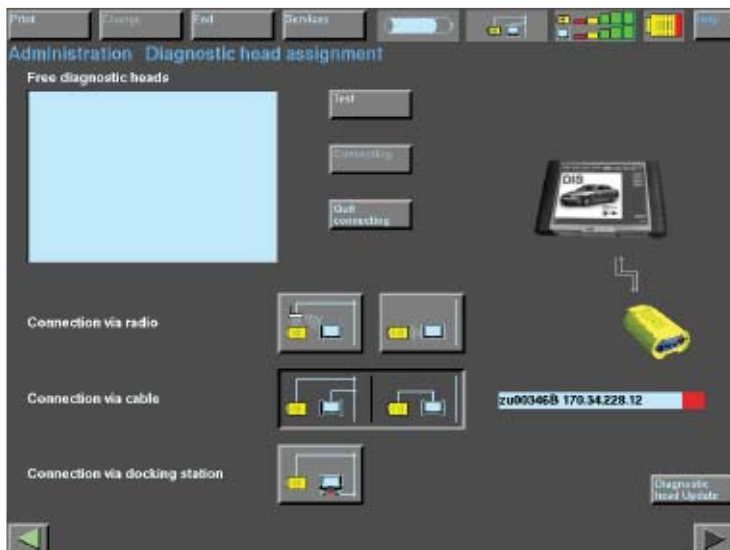 Print
Change
End
Services
Help
Administration Diagnostic head assignment
Free diagnostic heads
Test
Connecting
Quit
connecting
DIS
Connection via radio
Connection via cable
zu00346B 170.34.228.12
Connection via docking station
Diagnostic
head Update